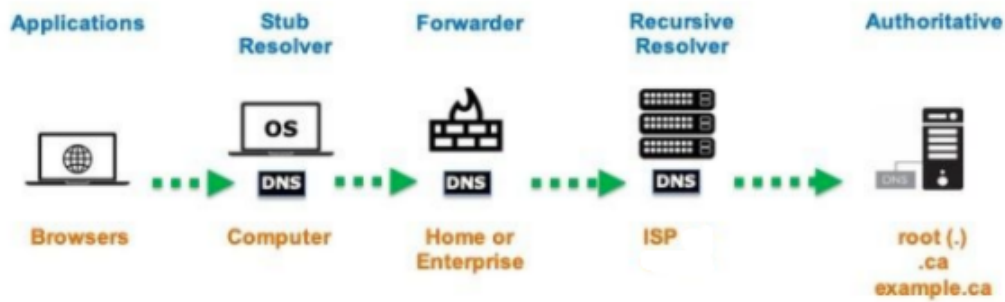 Applications
Stub
Resolver
Forwarder
Recursive
Resolver
Authoritative
OS
DNS
DNS
DNS
DNS
Browsers
Computer
Home or
Enterprise
ISP
root (.)
.ca
example.ca